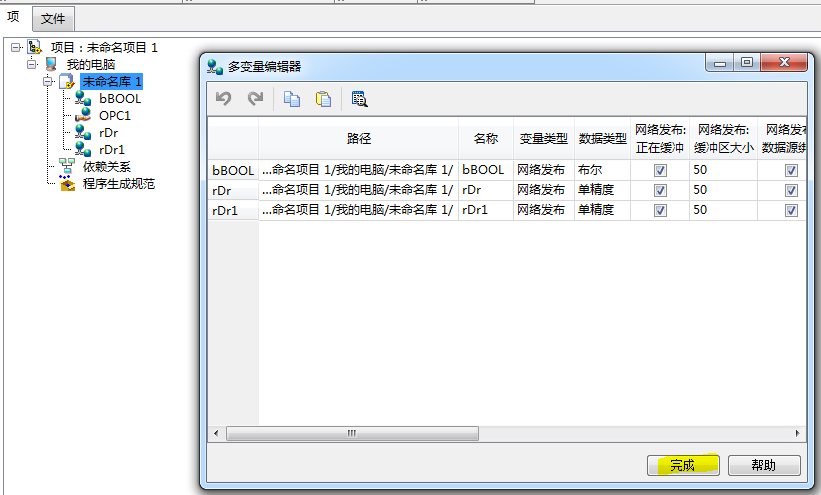 项 文件
项目：未命名项目 1
我的电脑
未命名库 1
bBOOL
OPC1
rDr
rDr1
依赖关系
程序生成规范
多变量编辑器
路径 名称 变量类型 数据类型 网络发布: 正在缓冲 网络发布: 缓冲区大小 网络发布 数据源绑
bBOOL ...命名项目 1/我的电脑/未命名库 1/ bBOOL 网络发布 布尔 50
rDr ...命名项目 1/我的电脑/未命名库 1/ rDr 网络发布 单精度 50
rDr1 ...命名项目 1/我的电脑/未命名库 1/ rDr1 网络发布 单精度 50
完成 帮助